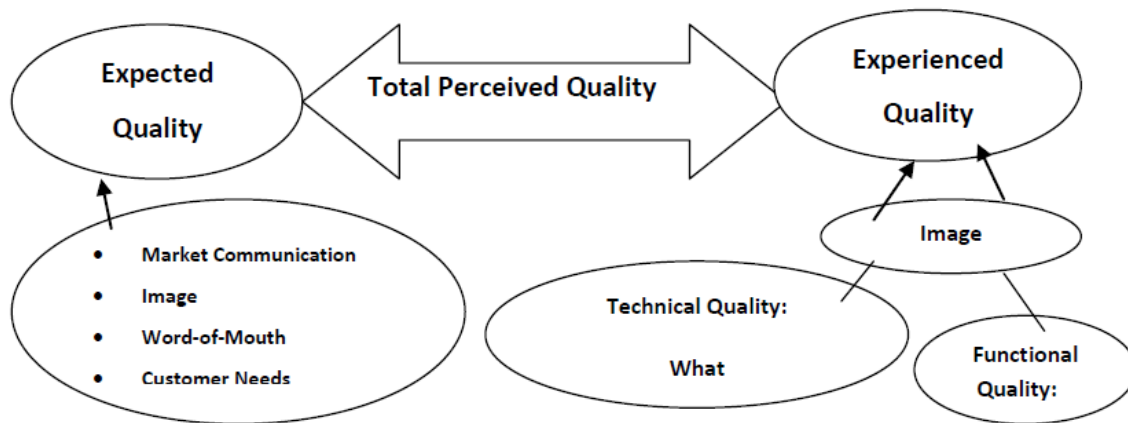 Expected
Quality
Total Perceived Quality
Experienced
Quality
• Market Communication
• Image
• Word-of-Mouth
• Customer Needs
Image
Technical Quality:
What
Functional
Quality: